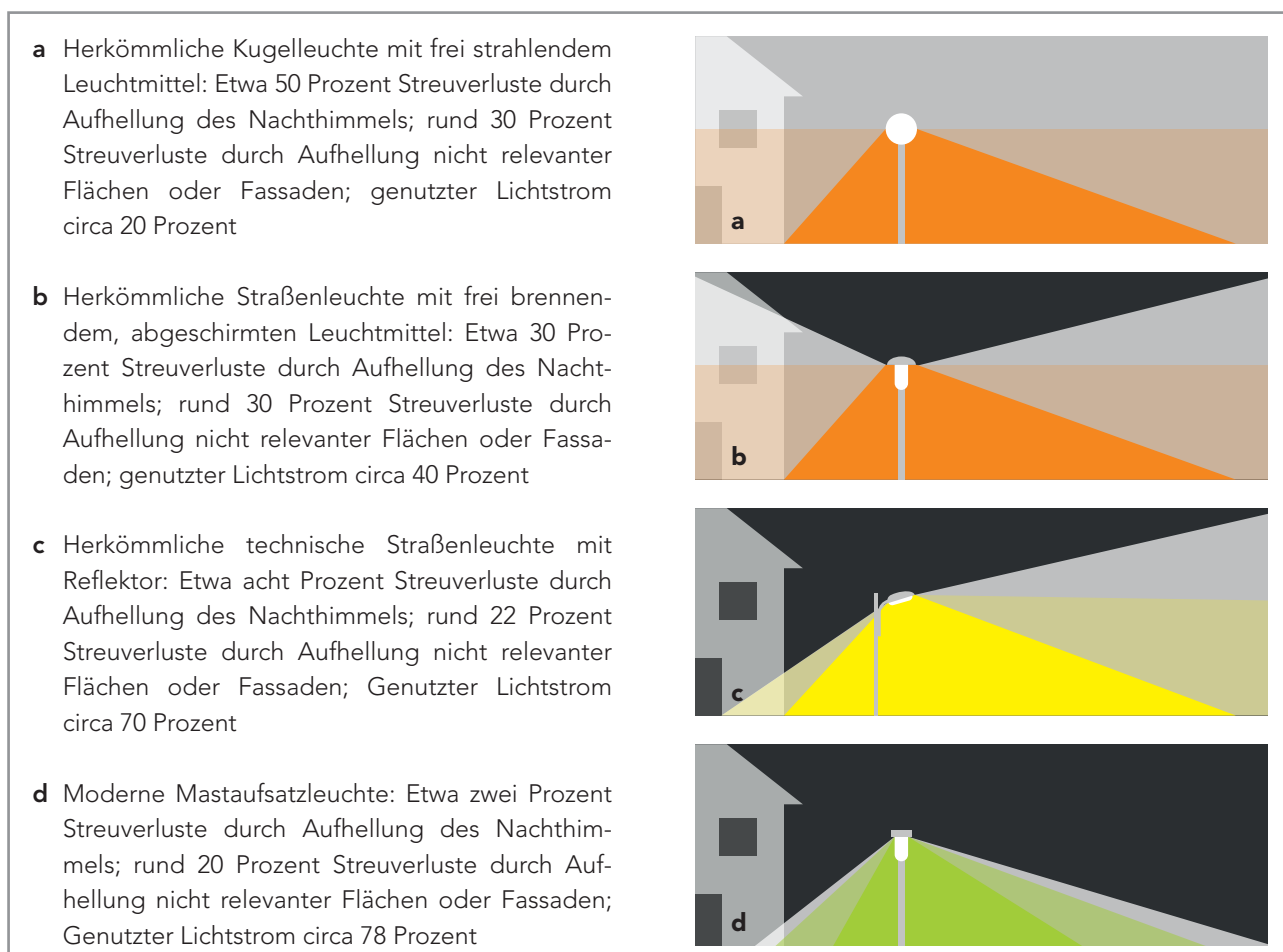 a Herkömmliche Kugelleuchte mit frei strahlendem
Leuchtmittel: Etwa 50 Prozent Streuverluste durch
Aufhellung des Nachthimmels; rund 30 Prozent
Streuverluste durch Aufhellung nicht relevanter
Flächen oder Fassaden; genutzter Lichtstrom
circa 20 Prozent
a
b Herkömmliche Straßenleuchte mit frei brennen-
dem, abgeschirmten Leuchtmittel: Etwa 30 Pro-
zent Streuverluste durch Aufhellung des Nacht-
himmels; rund 30 Prozent Streuverluste durch
Aufhellung nicht relevanter Flächen oder Fassa-
den; genutzter Lichtstrom circa 40 Prozent
b
c Herkömmliche technische Straßenleuchte mit
Reflektor: Etwa acht Prozent Streuverluste durch
Aufhellung des Nachthimmels; rund 22 Prozent
Streuverluste durch Aufhellung nicht relevanter
Flächen oder Fassaden; Genutzter Lichtstrom
circa 70 Prozent
c
d Moderne Mastaufsatzleuchte: Etwa zwei Prozent
Streuverluste durch Aufhellung des Nachthim-
mels; rund 20 Prozent Streuverluste durch Auf-
hellung nicht relevanter Flächen oder Fassaden;
Genutzter Lichtstrom circa 78 Prozent
d